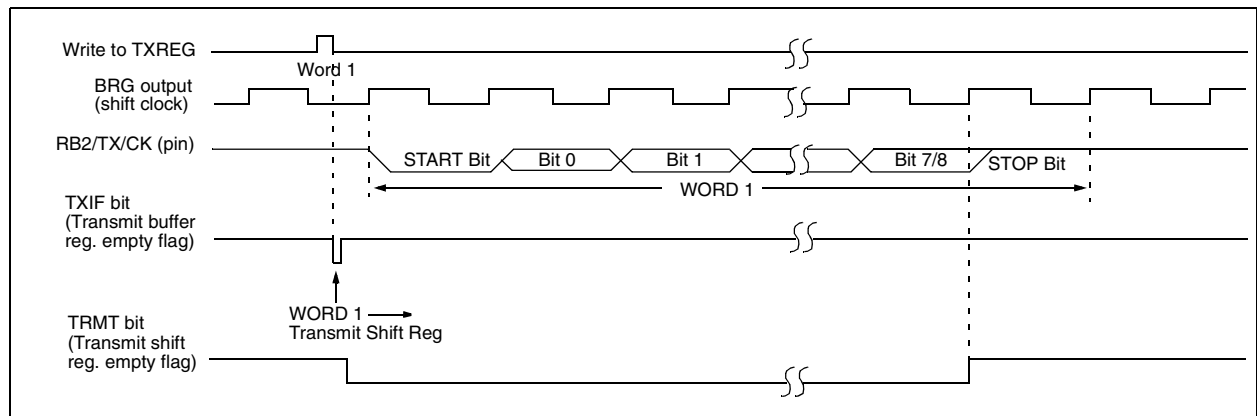 Write to TXREG
Word 1
BRG output
(shift clock)
RB2/TX/CK (pin)
START Bit
Bit 0
Bit 1
Bit 7/8
STOP Bit
WORD 1
TXIF bit
(Transmit buffer
reg. empty flag)
WORD 1
Transmit Shift Reg
TRMT bit
(Transmit shift
reg. empty flag)